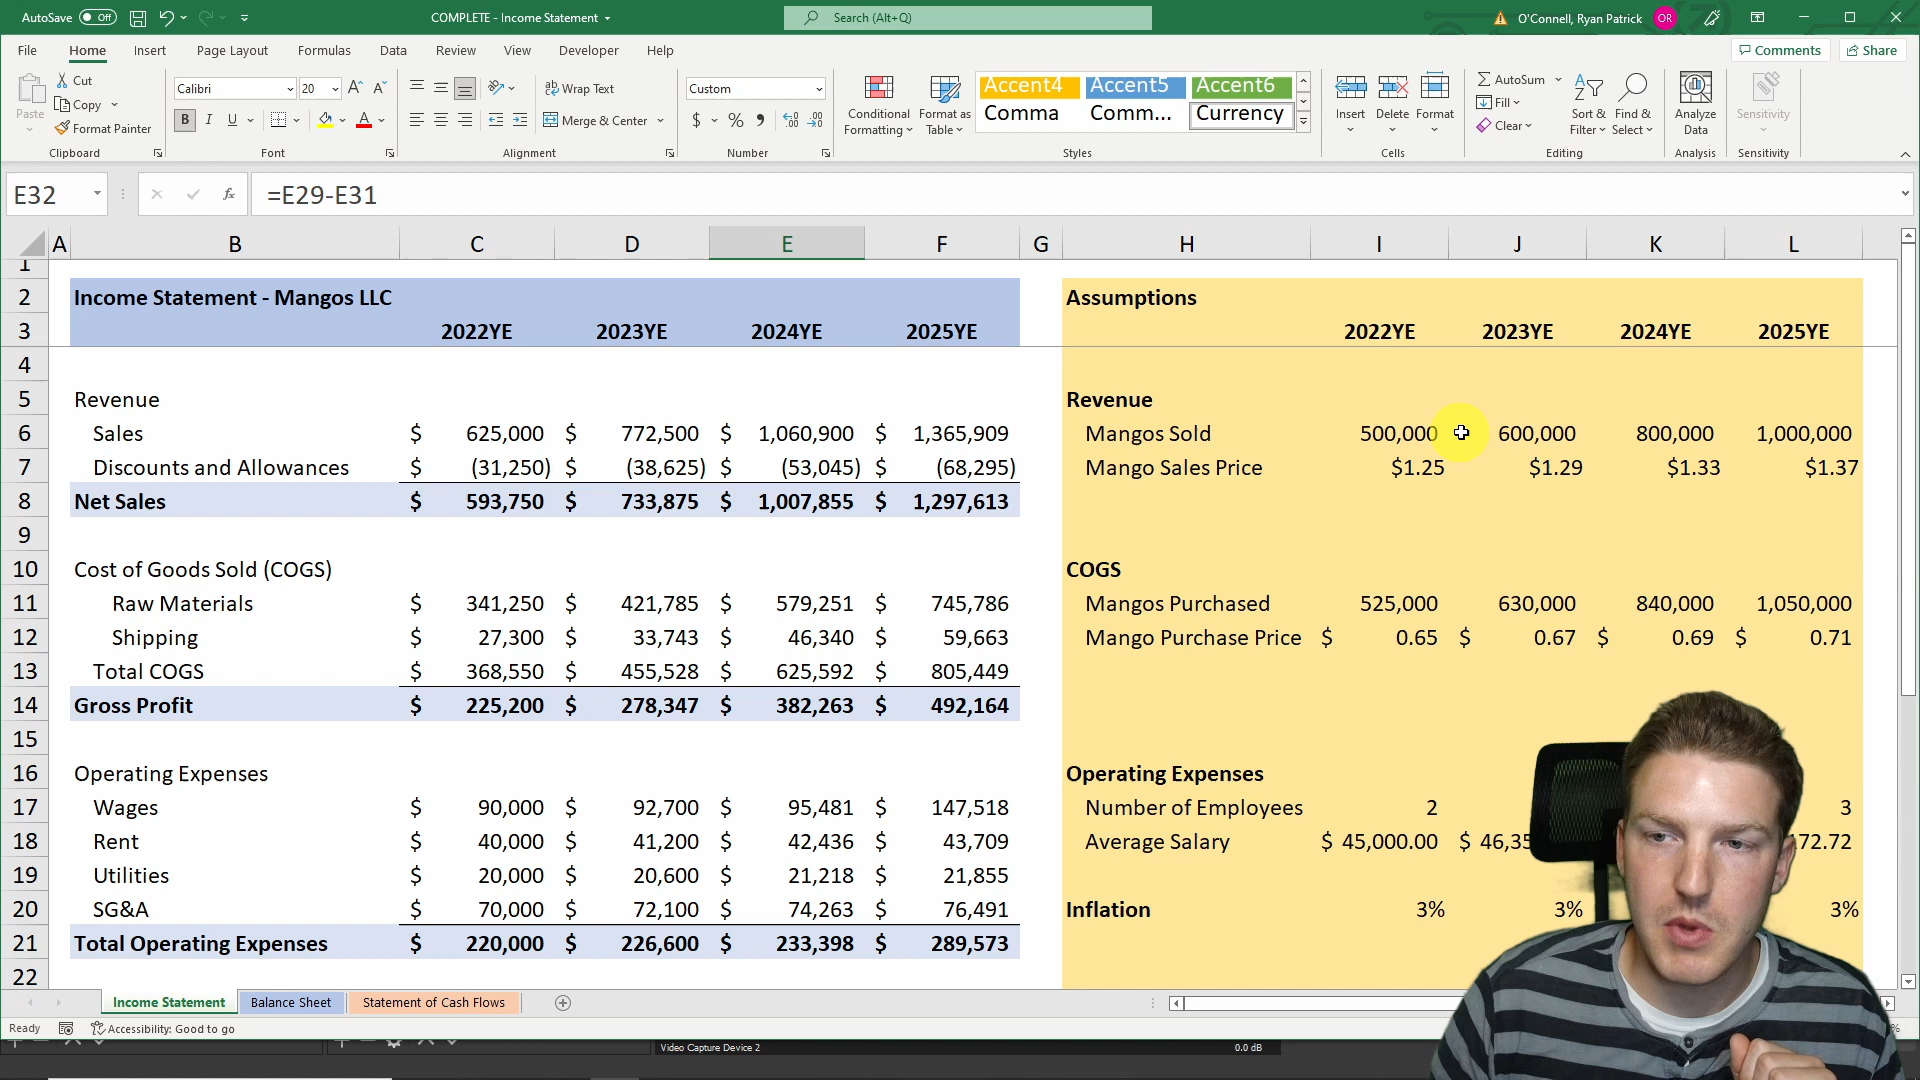 AutoSave Off COMPLETE - Income Statement Search (Alt+Q) O'Connell, Ryan Patrick OR
File Home Insert Page Layout Formulas Data Review View Developer Help Comments Share
Paste Cut Copy Format Painter Clipboard
Calibri 20 B I U Font
Wrap Text Merge & Center Alignment
Custom $ % Number
Conditional Formatting Format as Table Accent4 Accent5 Accent6 Comma Comm... Currency Styles
Insert Delete Format Cells
AutoSum Fill Clear Sort & Filter Find & Select Editing
Analyze Data Analysis Sensitivity Sensitivity
E32 fx =E29-E31
A B C D E F G H I J K L
1
2 Income Statement - Mangos LLC Assumptions
3 2022YE 2023YE 2024YE 2025YE 2022YE 2023YE 2024YE 2025YE
4
5 Revenue Revenue
6 Sales $ 625,000 $ 772,500 $ 1,060,900 $ 1,365,909 Mangos Sold 500,000 600,000 800,000 1,000,000
7 Discounts and Allowances (31,250) (38,625) (53,045) (68,295) Mango Sales Price $1.25 $1.29 $1.33 $1.37
8 Net Sales $ 593,750 $ 733,875 $ 1,007,855 $ 1,297,613
9
10 Cost of Goods Sold (COGS) COGS
11 Raw Materials $ 341,250 $ 421,785 $ 579,251 $ 745,786 Mangos Purchased 525,000 630,000 840,000 1,050,000
12 Shipping $ 27,300 $ 33,743 $ 46,340 $ 59,663 Mango Purchase Price $ 0.65 $ 0.67 $ 0.69 $ 0.71
13 Total COGS $ 368,550 $ 455,528 $ 625,592 $ 805,449
14 Gross Profit $ 225,200 $ 278,347 $ 382,263 $ 492,164
15
16 Operating Expenses Operating Expenses
17 Wages $ 90,000 $ 92,700 $ 95,481 $ 147,518 Number of Employees 2 3
18 Rent $ 40,000 $ 41,200 $ 42,436 $ 43,709 Average Salary $ 45,000.00 $ 46,35 172.72
19 Utilities $ 20,000 $ 20,600 $ 21,218 $ 21,855
20 SG&A $ 70,000 $ 72,100 $ 74,263 $ 76,491 Inflation 3% 3% 3%
21 Total Operating Expenses $ 220,000 $ 226,600 $ 233,398 $ 289,573
22
Income Statement Balance Sheet Statement of Cash Flows
Ready Accessibility: Good to go
Video Capture Device 2 0.0 dB